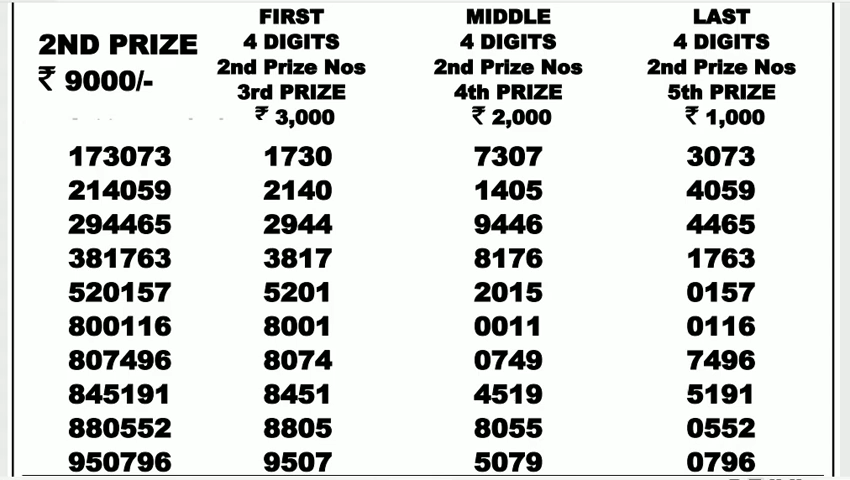 2ND PRIZE
₹ 9000/-
FIRST
4 DIGITS
2nd Prize Nos
3rd PRIZE
₹ 3,000
MIDDLE
4 DIGITS
2nd Prize Nos
4th PRIZE
₹ 2,000
LAST
4 DIGITS
2nd Prize Nos
5th PRIZE
₹ 1,000
173073 1730 7307 3073
214059 2140 1405 4059
294465 2944 9446 4465
381763 3817 8176 1763
520157 5201 2015 0157
800116 8001 0011 0116
807496 8074 0749 7496
845191 8451 4519 5191
880552 8805 8055 0552
950796 9507 5079 0796